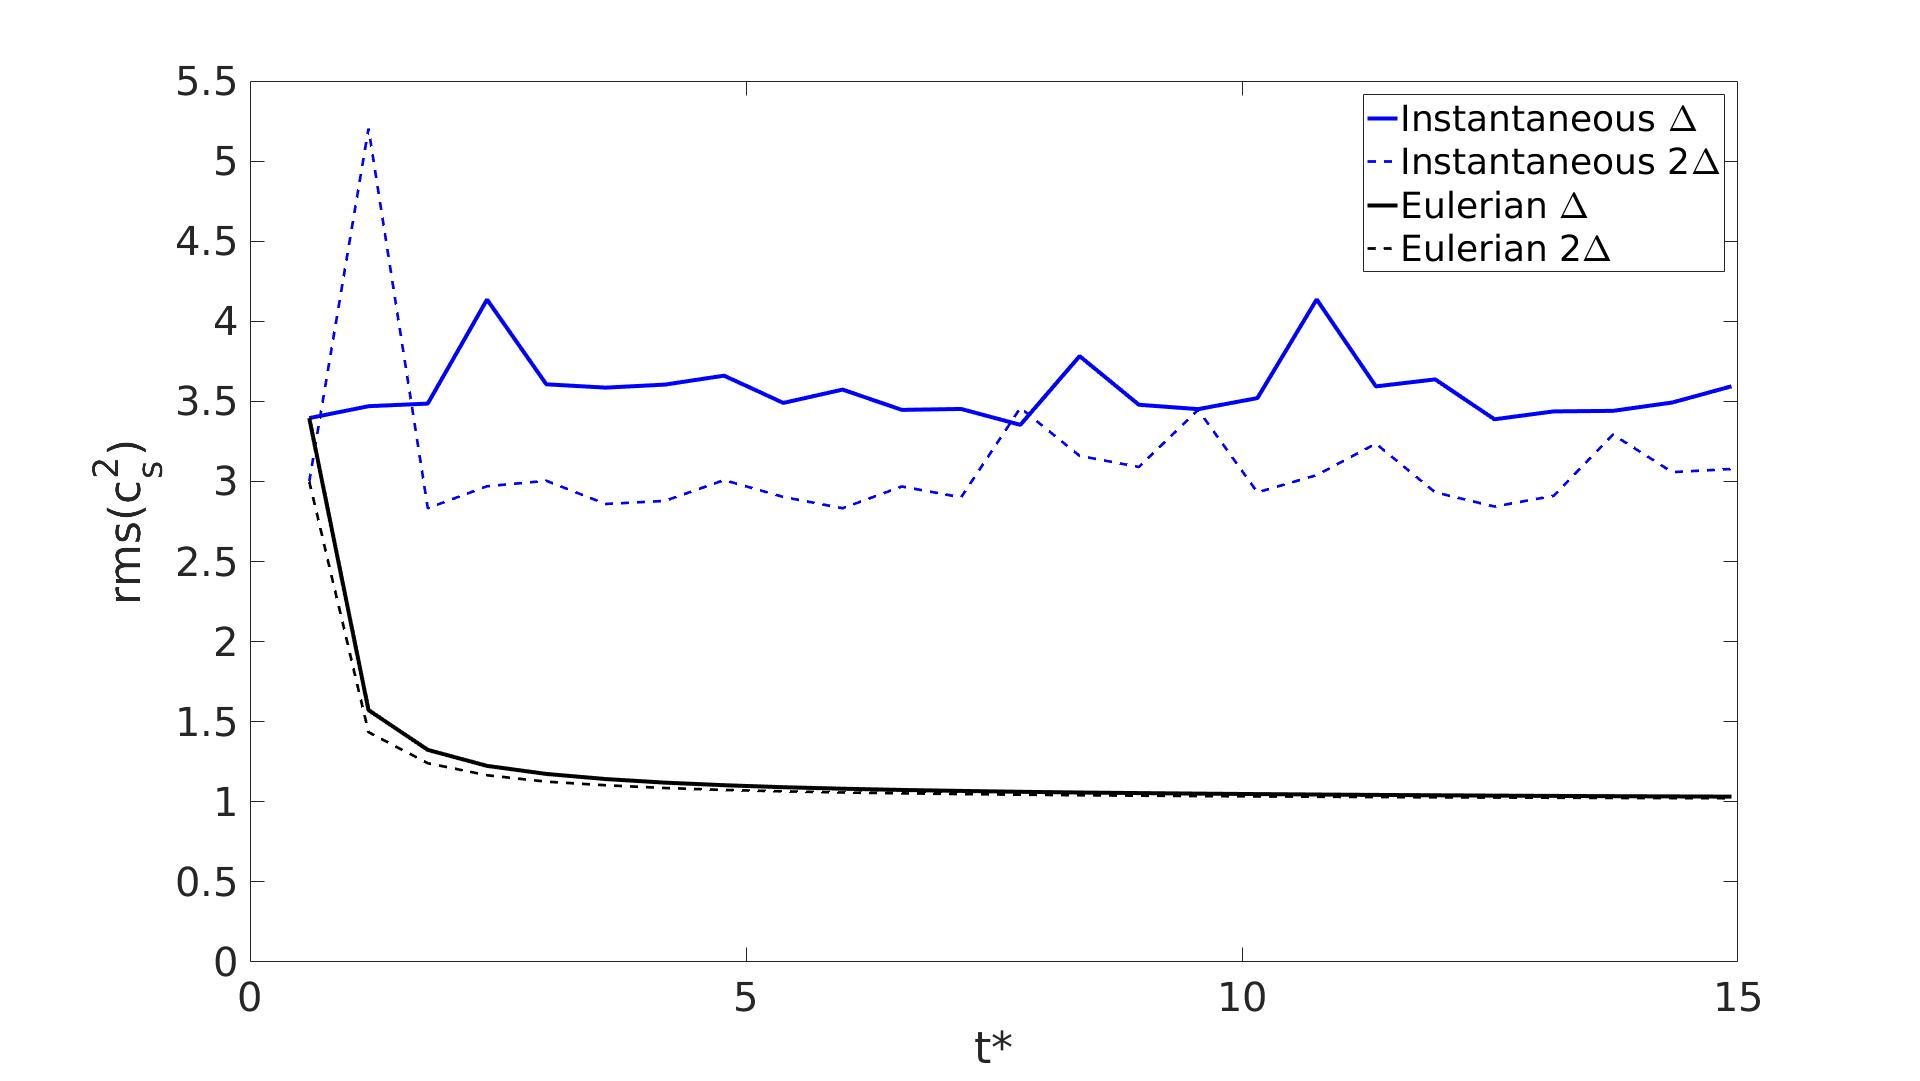 5.5
5
4.5
4
3.5
3
2.5
2
1.5
1
0.5
0
rms(c_s^2)
Instantaneous Δ
Instantaneous 2Δ
Eulerian Δ
Eulerian 2Δ
0 5 10 15
t*